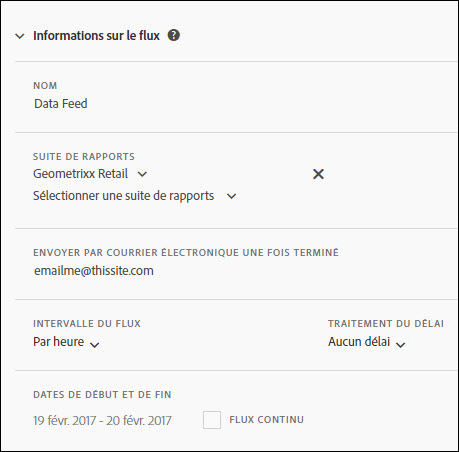 Informations sur le flux ?
NOM
Data Feed
SUITE DE RAPPORTS
Geometrixx Retail
Sélectionner une suite de rapports
ENVOYER PAR COURRIER ÉLECTRONIQUE UNE FOIS TERMINÉ
emailme@thissite.com
INTERVALLE DU FLUX TRAITEMENT DU DÉLAI
Par heure Aucun délai
DATES DE DÉBUT ET DE FIN
19 févr. 2017 - 20 févr. 2017 FLUX CONTINU